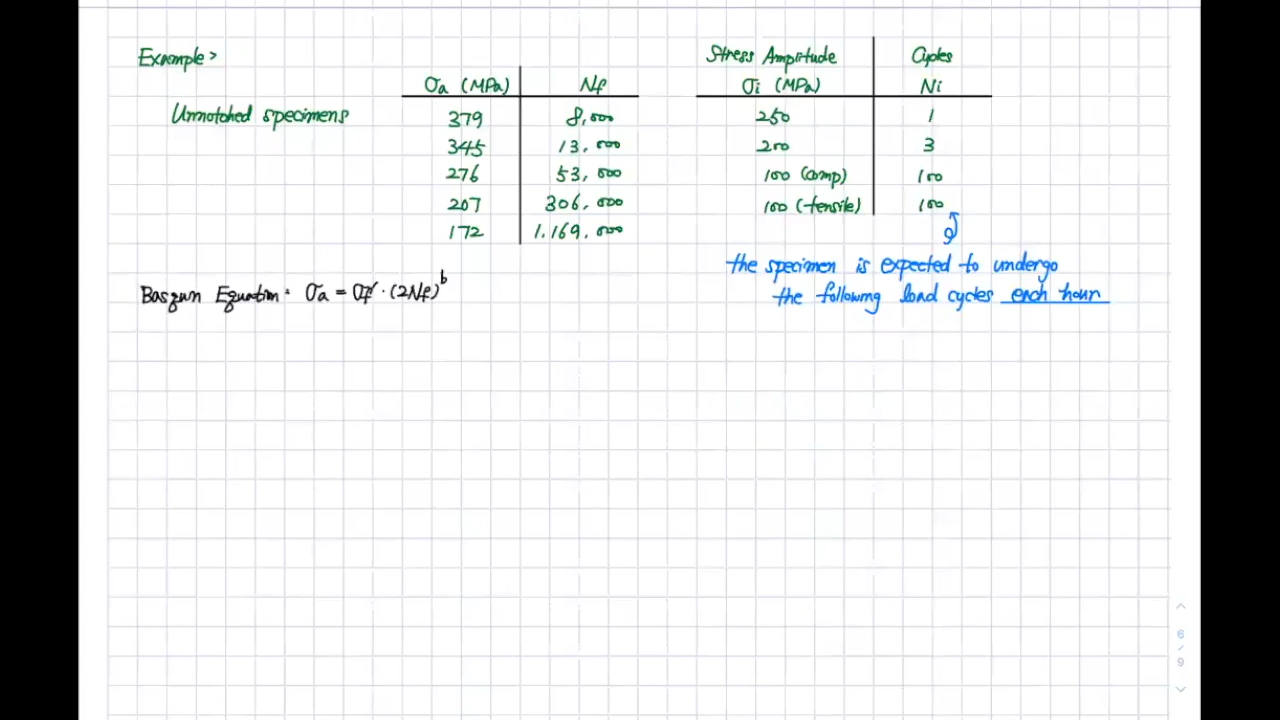 Example >
Unnotched specimens
σa (MPa) Nf
379 8,000
345 13,000
276 53,000
207 306,000
172 1.169,000
Stress Amplitude Cycles
σi (MPa) Ni
250 1
200 3
100 (comp) 100
100 (tensile) 100
the specimen is expected to undergo
the following load cycles each hour
Basquin Equation: σa = σf' · (2Nf)^b
6
/
9